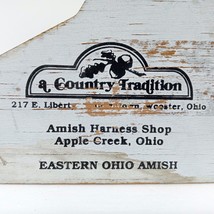 a Country Tradition
217 E. Libert Wooster, Ohio
Amish Harness Shop
Apple Creek, Ohio
EASTERN OHIO AMISH